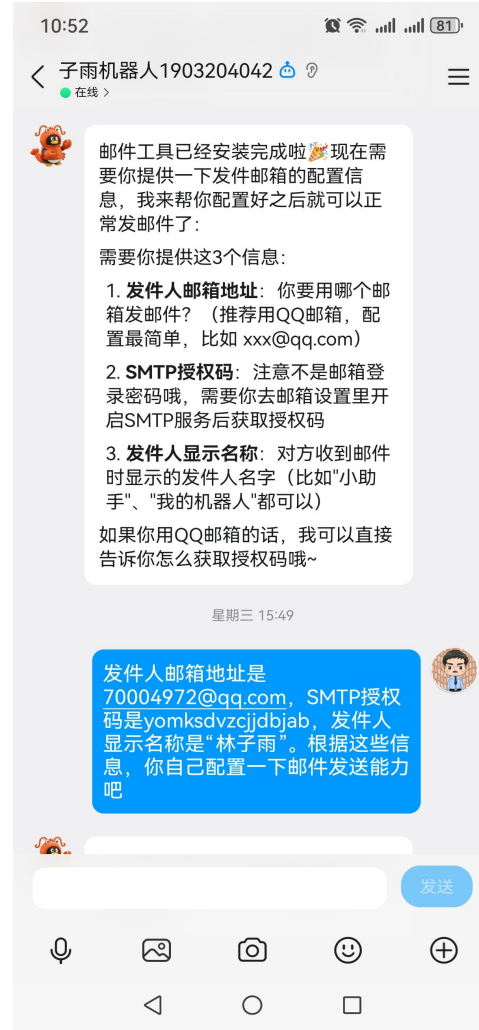 10:52
81
子雨机器人1903204042
在线 >
邮件工具已经安装完成啦🎉现在需
要你提供一下发件邮箱的配置信
息，我来帮你配置好之后就可以正
常发邮件了：
需要你提供这3个信息：
1. 发件人邮箱地址：你要用哪个邮
箱发邮件？（推荐用QQ邮箱，配
置最简单，比如 xxx@qq.com）
2. SMTP授权码：注意不是邮箱登
录密码哦，需要你去邮箱设置里开
启SMTP服务后获取授权码
3. 发件人显示名称：对方收到邮件
时显示的发件人名字（比如"小助
手"、"我的机器人"都可以）
如果你用QQ邮箱的话，我可以直接
告诉你怎么获取授权码哦~
星期三 15:49
发件人邮箱地址是
70004972@qq.com，SMTP授权
码是yomksdvzcjjdbjab，发件人
显示名称是“林子雨”。根据这些信
息，你自己配置一下邮件发送能力
吧
发送